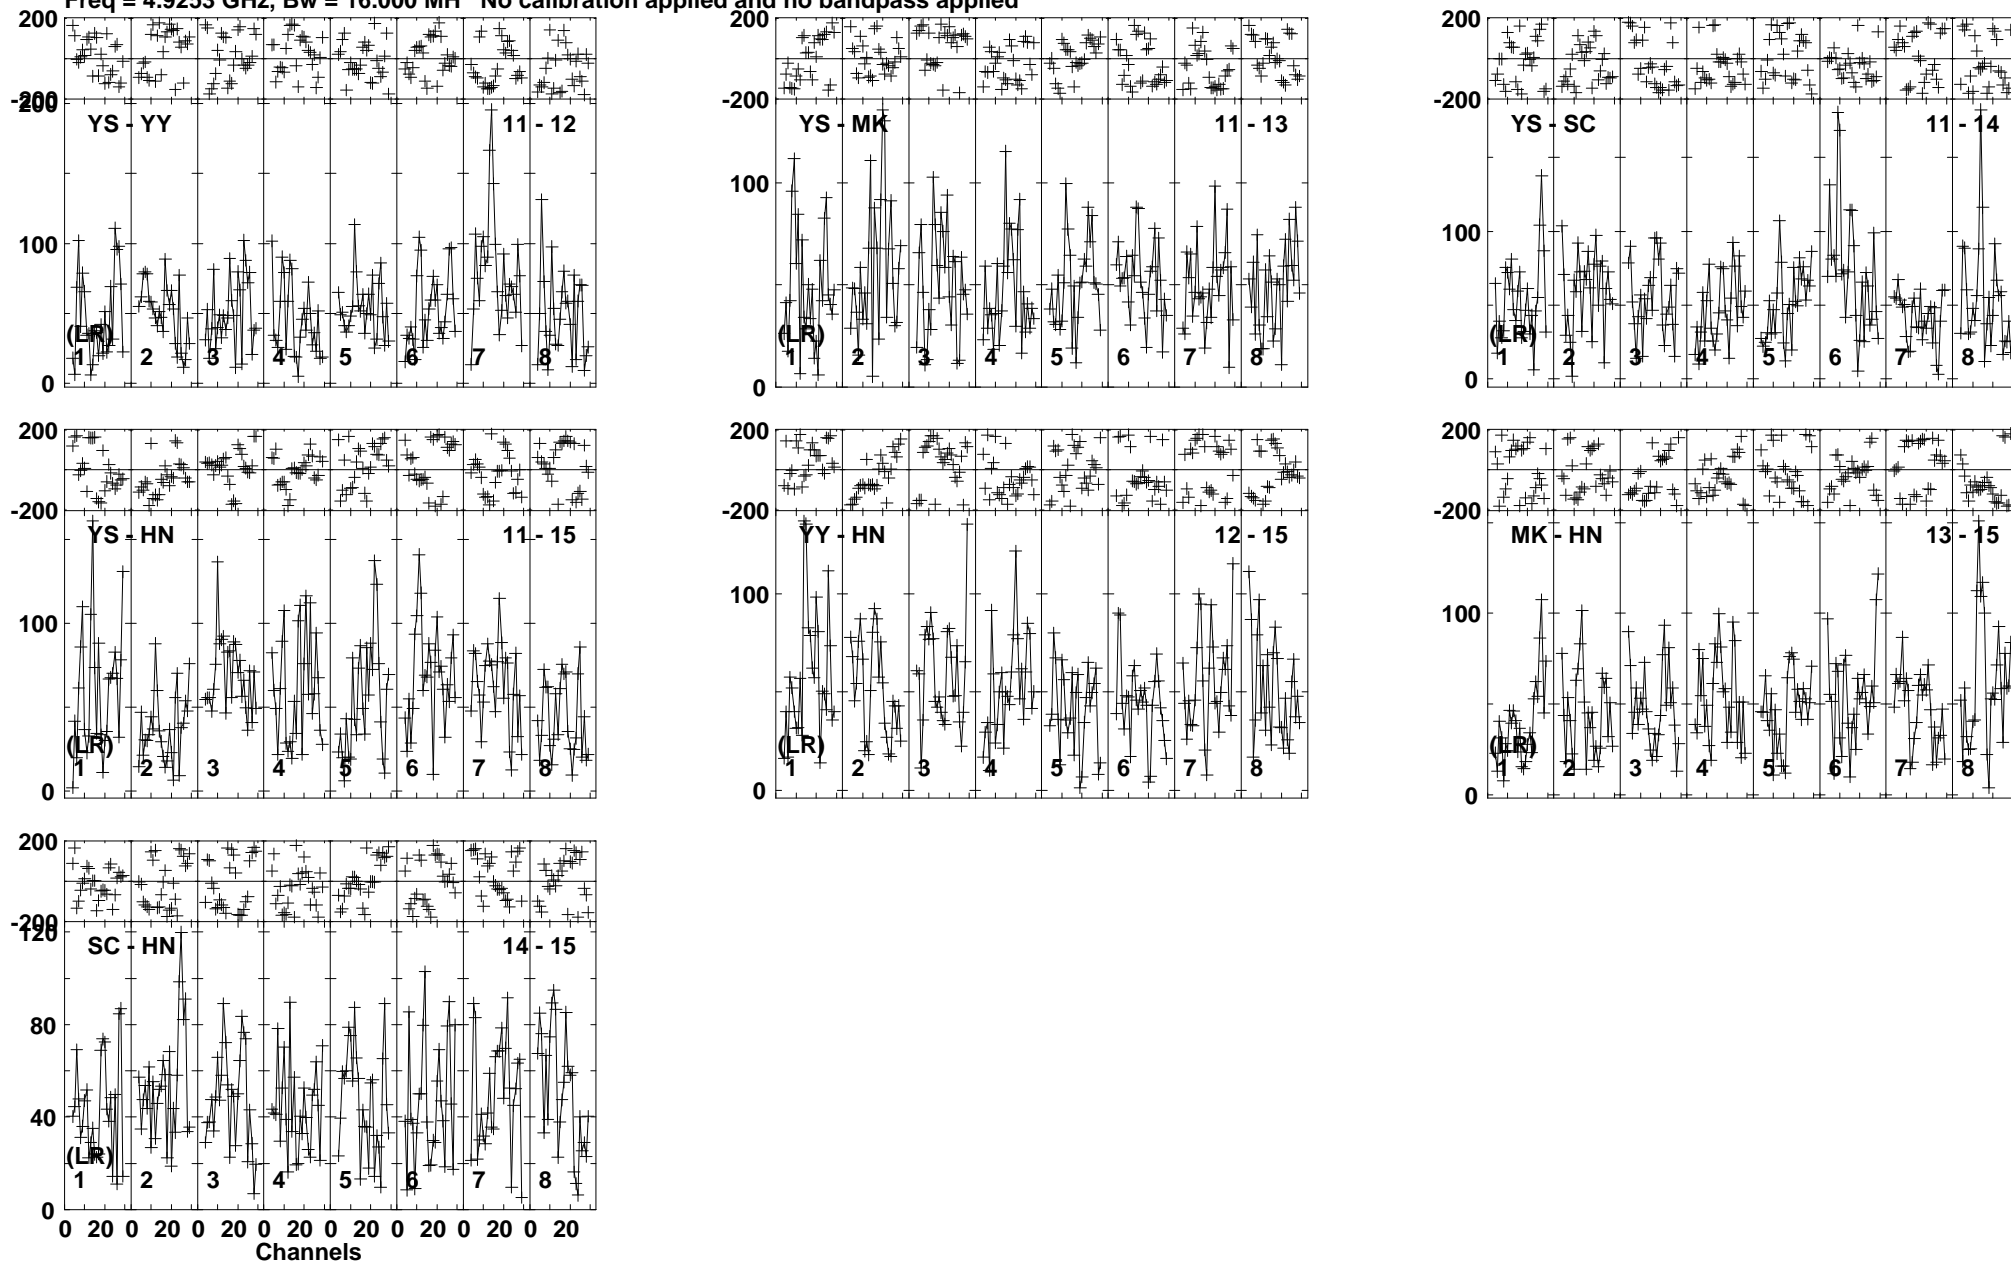 Freq = 4.9253 GHz, Bw = 16.000 MH No calibration applied and no bandpass applied
200 200 200
-200 -200 -200
200
YS - YY 11 - 12 YS - MK 11 - 13 YS - SC 11 - 14
100 100 100
(LR) (LR) (LR)
1 2 3 4 5 6 7 8 1 2 3 4 5 6 7 8 1 2 3 4 5 6 7 8
0 0 0
200 200 200
-200 -200 -200
YS - HN 11 - 15 YY - HN 12 - 15 MK - HN 13 - 15
100 100 100
(LR) (LR) (LR)
1 2 3 4 5 6 7 8 1 2 3 4 5 6 7 8 1 2 3 4 5 6 7 8
0 0 0
200
-200
120
SC - HN 14 - 15
80
40
(LR)
1 2 3 4 5 6 7 8
0
0 20 0 20 0 20 0 20 0 20 0 20 0 20 0 20
Channels